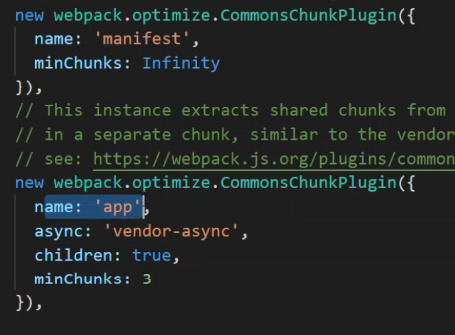 new webpack.optimize.CommonsChunkPlugin({
name: 'manifest',
minChunks: Infinity
}),
// This instance extracts shared chunks from
// in a separate chunk, similar to the vendor
// see: https://webpack.js.org/plugins/common
new webpack.optimize.CommonsChunkPlugin({
name: 'app',
async: 'vendor-async',
children: true,
minChunks: 3
}),